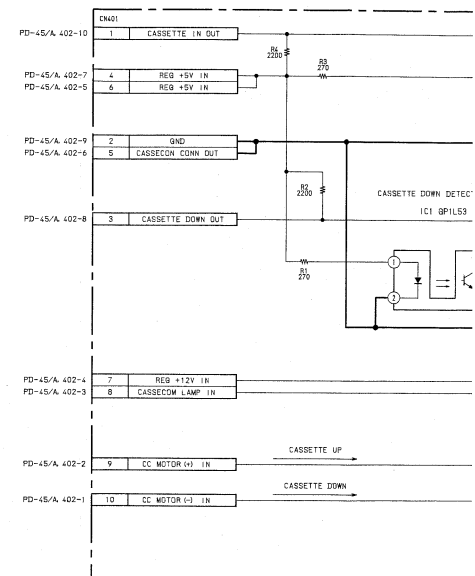 CN401
PD-45/A, 402-10 1 CASSETTE IN OUT
R4
2200
R3
270
PD-45/A, 402-7 4 REG +5V IN
PD-45/A, 402-5 6 REG +5V IN
PD-45/A, 402-9 2 GND
PD-45/A, 402-6 5 CASSECON CONN OUT
R2
2200
CASSETTE DOWN DETEC
IC1 GP1L53
PD-45/A, 402-8 3 CASSETTE DOWN OUT
R1
270
1
2
PD-45/A, 402-4 7 REG +12V IN
PD-45/A, 402-3 8 CASSECOM LAMP IN
CASSETTE UP
PD-45/A, 402-2 9 CC MOTOR (+) IN
CASSETTE DOWN
PD-45/A, 402-1 10 CC MOTOR (-) IN